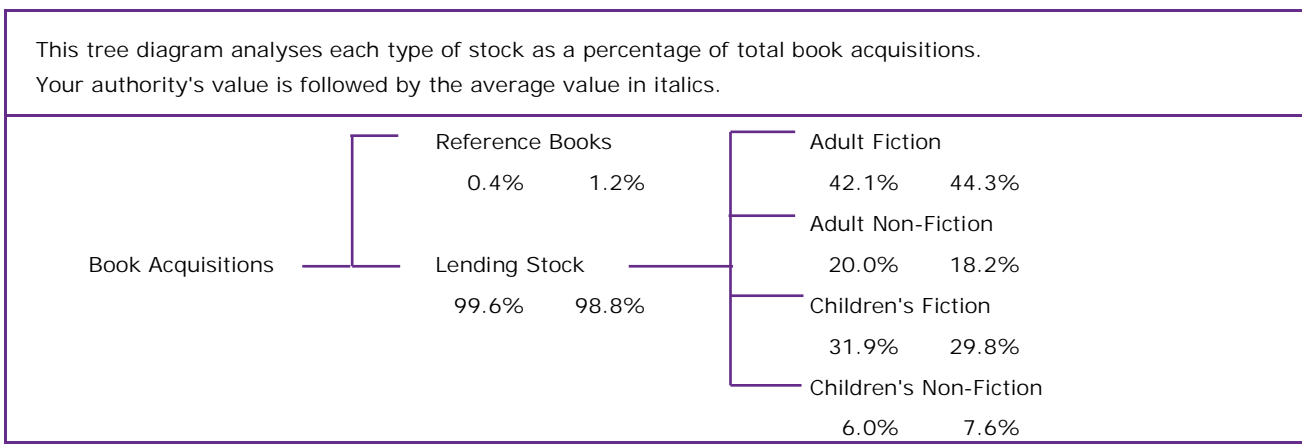 This tree diagram analyses each type of stock as a percentage of total book acquisitions.
Your authority's value is followed by the average value in italics.
Reference Books
0.4% 1.2%
Book Acquisitions
Lending Stock
99.6% 98.8%
Adult Fiction
42.1% 44.3%
Adult Non-Fiction
20.0% 18.2%
Children's Fiction
31.9% 29.8%
Children's Non-Fiction
6.0% 7.6%